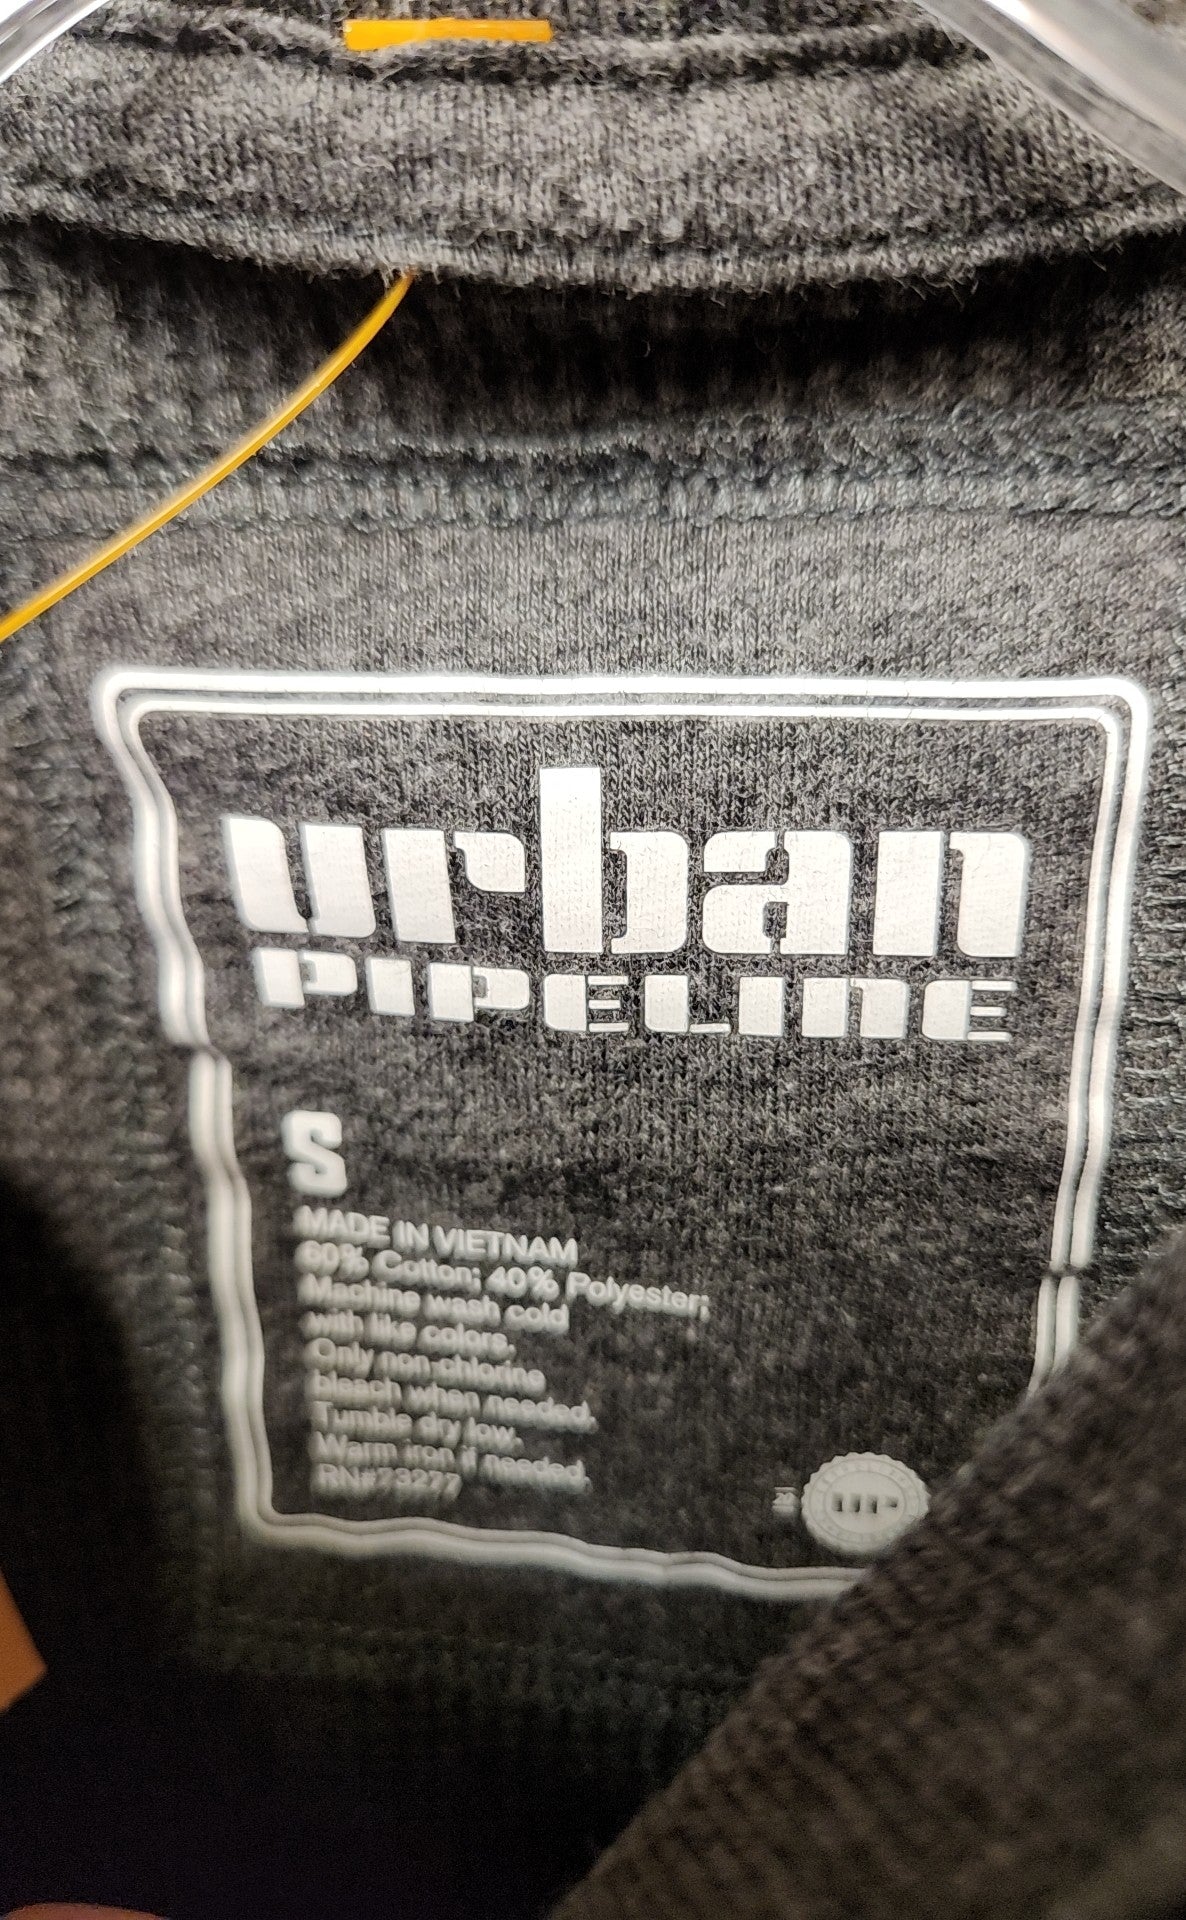 urban
PIPELINE
S
MADE IN VIETNAM
60% Cotton; 40% Polyester;
Machine wash cold
with like colors.
Only non-chlorine
bleach when needed.
Tumble dry low.
Warm iron if needed.
RN#73277
UP